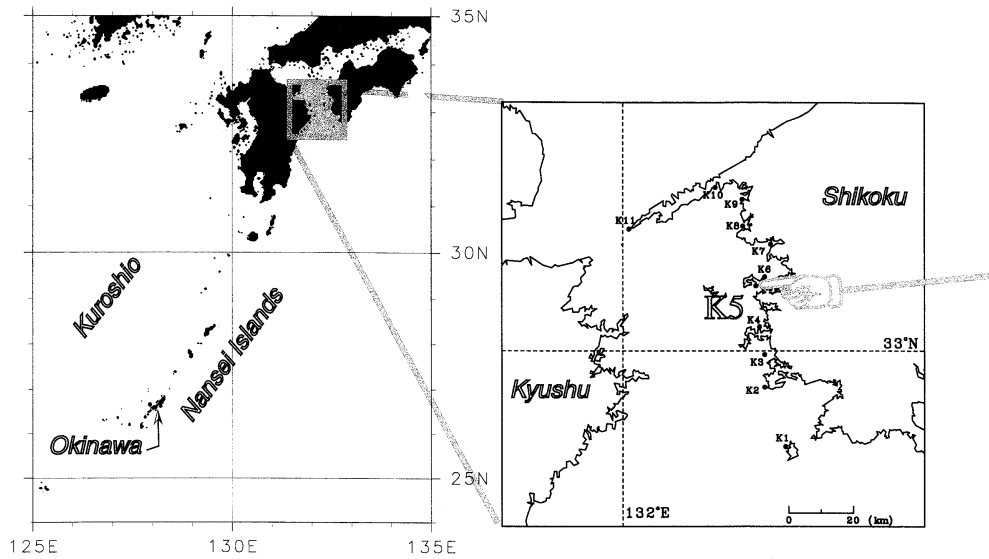 35N
30N
25N
125E
130E
135E
Kuroshio
Nansei Islands
Okinawa
Shikoku
Kyushu
K11
K10
K9
K8
K7
K6
K5
K4
K3
K2
K1
33°N
132°E
0 20 (km)